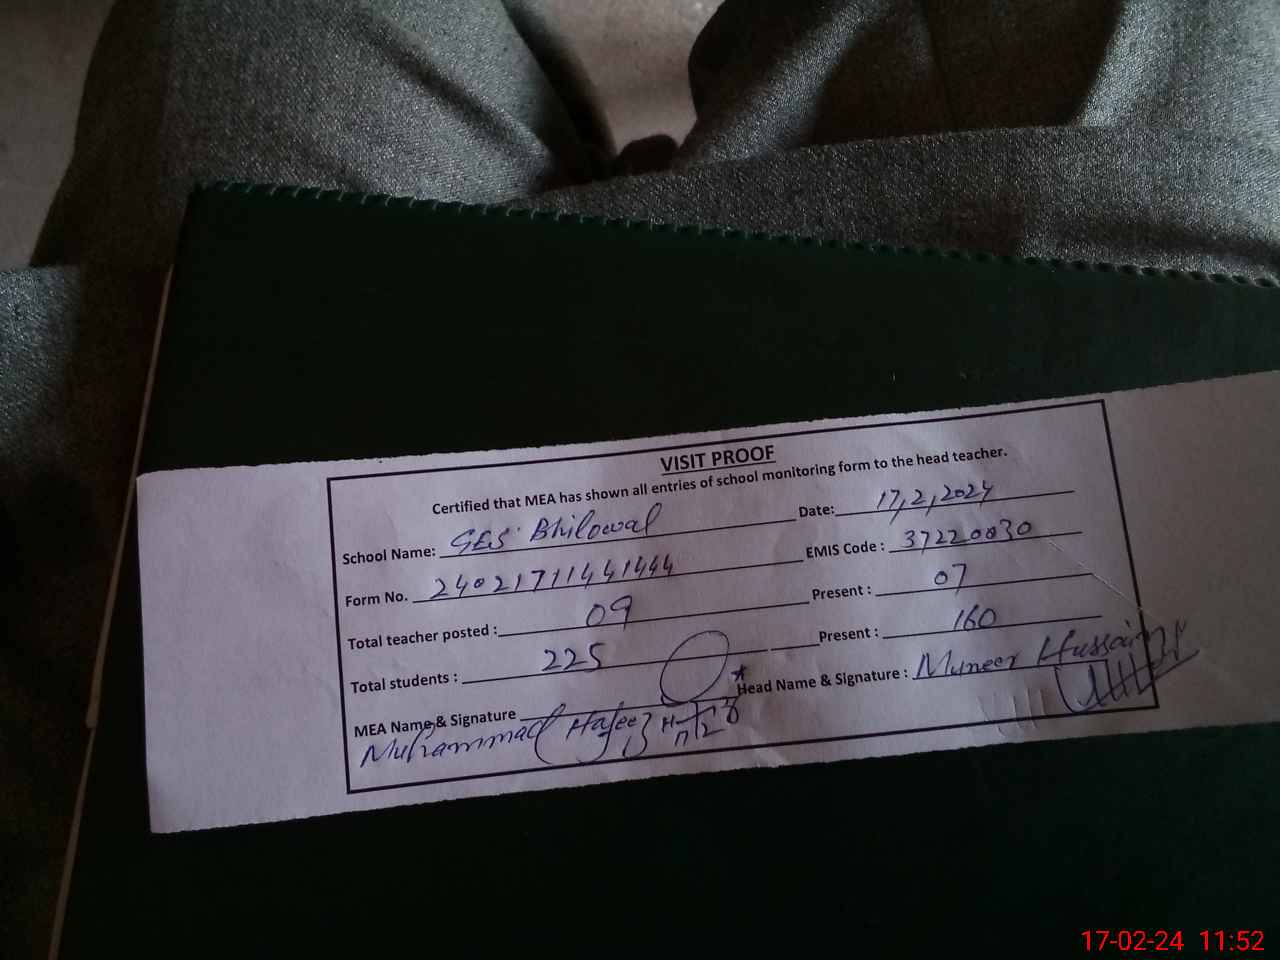 VISIT PROOF
Certified that MEA has shown all entries of school monitoring form to the head teacher.
School Name: GES Bhilowal Date: 17,2,2024
Form No. 24021711441444 EMIS Code : 37220030
Total teacher posted : 09 Present : 07
Total students : 225 Present : 160
MEA Name & Signature Head Name & Signature : Muneer Hussain
Muhammad Hafeez
17-02-24 11:52